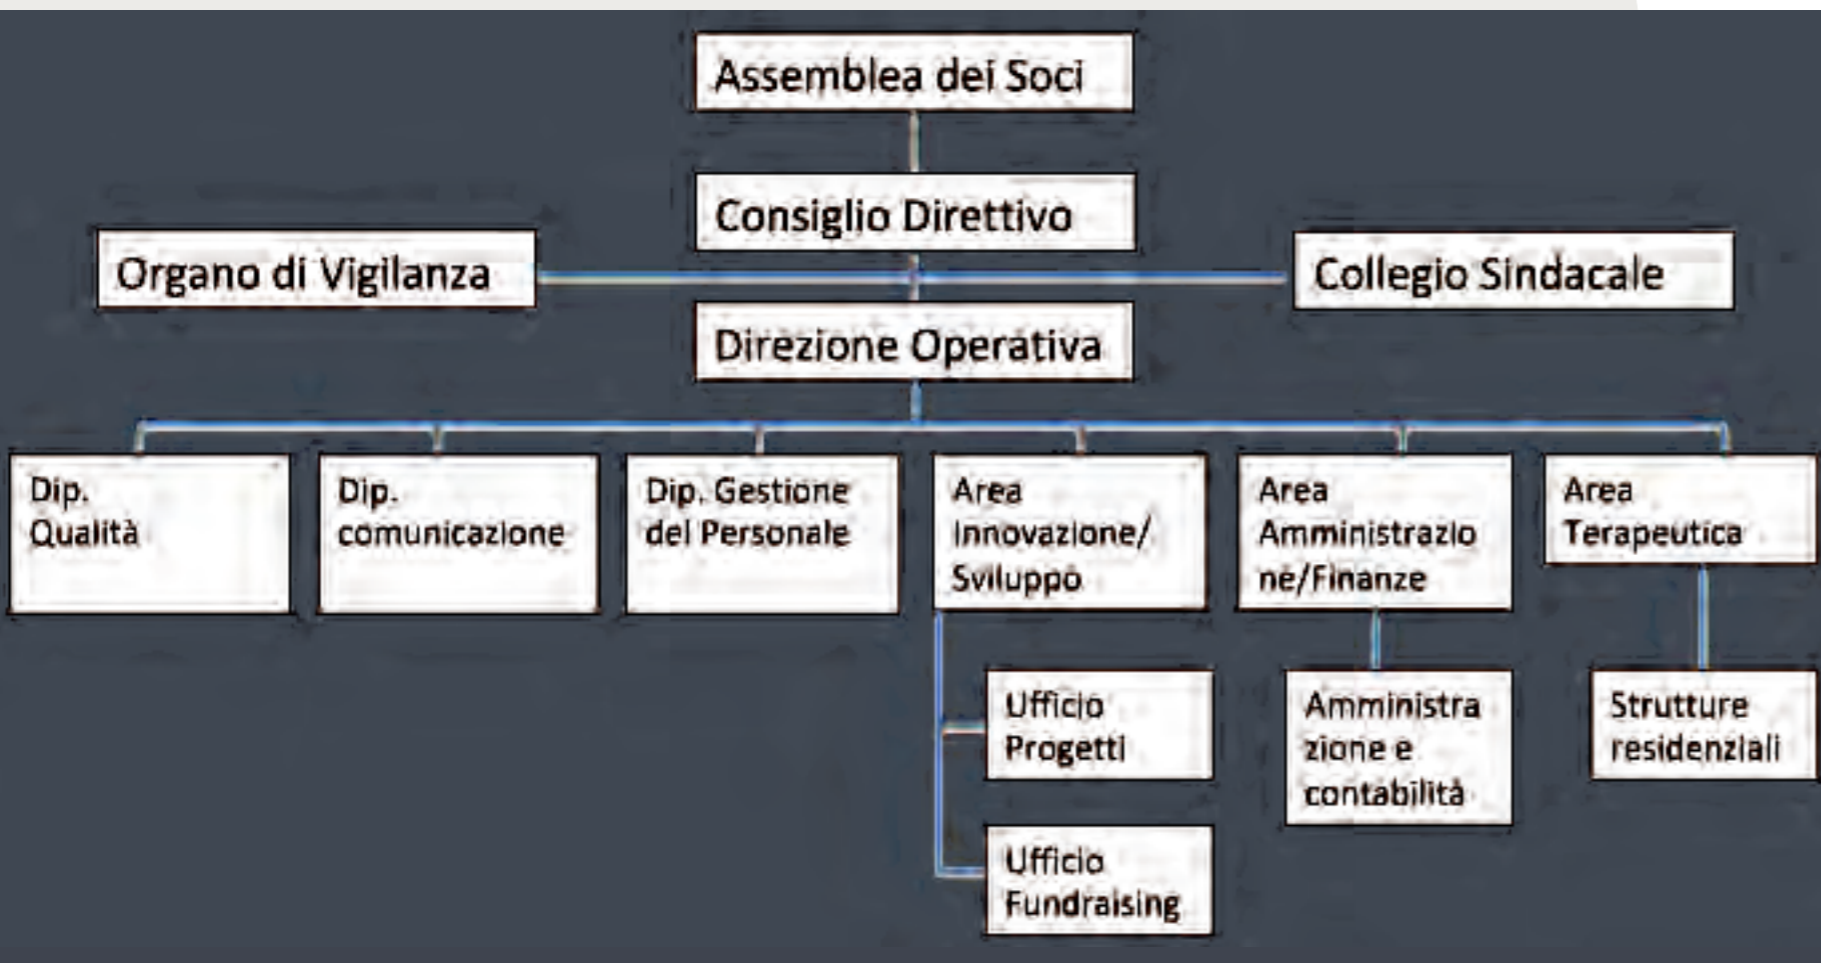 Assemblea dei Soci
Consiglio Direttivo
Organo di Vigilanza
Collegio Sindacale
Direzione Operativa
Dip.
Qualità
Dip.
comunicazione
Dip. Gestione
del Personale
Area
Innovazione/
Sviluppo
Area
Amministrazio
ne/Finanze
Area
Terapeutica
Ufficio
Progetti
Amministra
zione e
contabilità
Strutture
residenziali
Ufficio
Fundraising